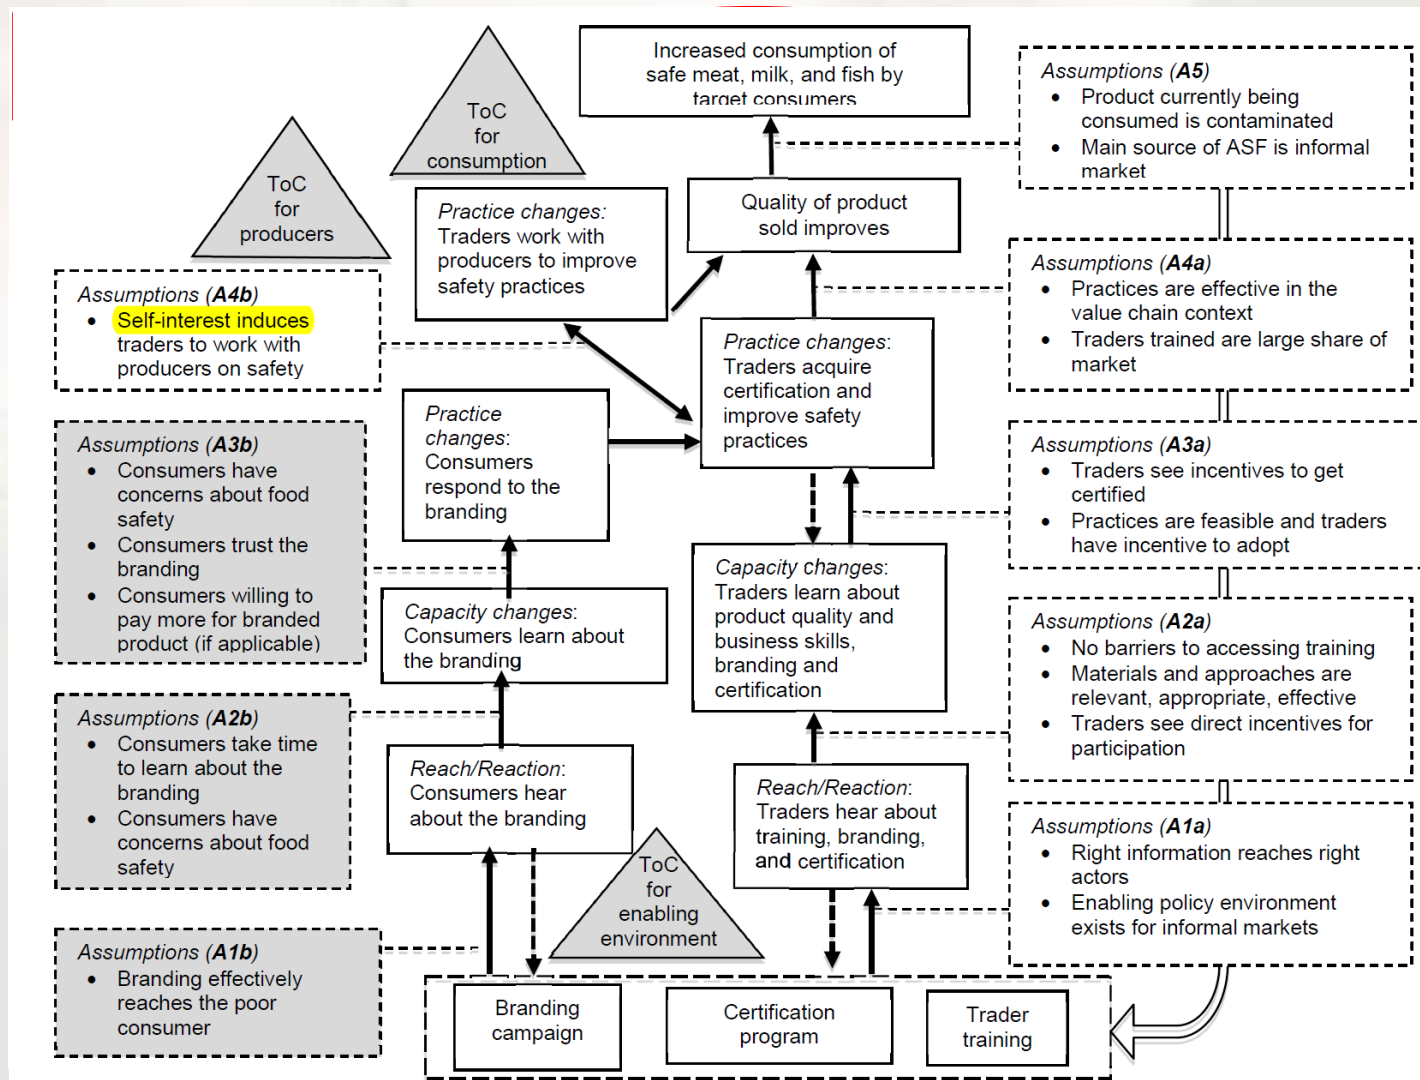 Increased consumption of
safe meat, milk, and fish by
target consumers
Assumptions (A5)
• Product currently being
consumed is contaminated
• Main source of ASF is informal
market
ToC
for
consumption
ToC
for
producers
Practice changes:
Traders work with
producers to improve
safety practices
Quality of product
sold improves
Assumptions (A4b)
• Self-interest induces
traders to work with
producers on safety
Assumptions (A4a)
• Practices are effective in the
value chain context
• Traders trained are large share of
market
Practice changes:
Traders acquire
certification and
improve safety
practices
Practice
changes:
Consumers
respond to the
branding
Assumptions (A3b)
• Consumers have
concerns about food
safety
• Consumers trust the
branding
• Consumers willing to
pay more for branded
product (if applicable)
Assumptions (A3a)
• Traders see incentives to get
certified
• Practices are feasible and traders
have incentive to adopt
Capacity changes:
Traders learn about
product quality and
business skills,
branding and
certification
Capacity changes:
Consumers learn about
the branding
Assumptions (A2a)
• No barriers to accessing training
• Materials and approaches are
relevant, appropriate, effective
• Traders see direct incentives for
participation
Assumptions (A2b)
• Consumers take time
to learn about the
branding
• Consumers have
concerns about food
safety
Reach/Reaction:
Consumers hear
about the branding
Reach/Reaction:
Traders hear about
training, branding,
and certification
Assumptions (A1a)
• Right information reaches right
actors
• Enabling policy environment
exists for informal markets
ToC
for
enabling
environment
Assumptions (A1b)
• Branding effectively
reaches the poor
consumer
Branding
campaign
Certification
program
Trader
training